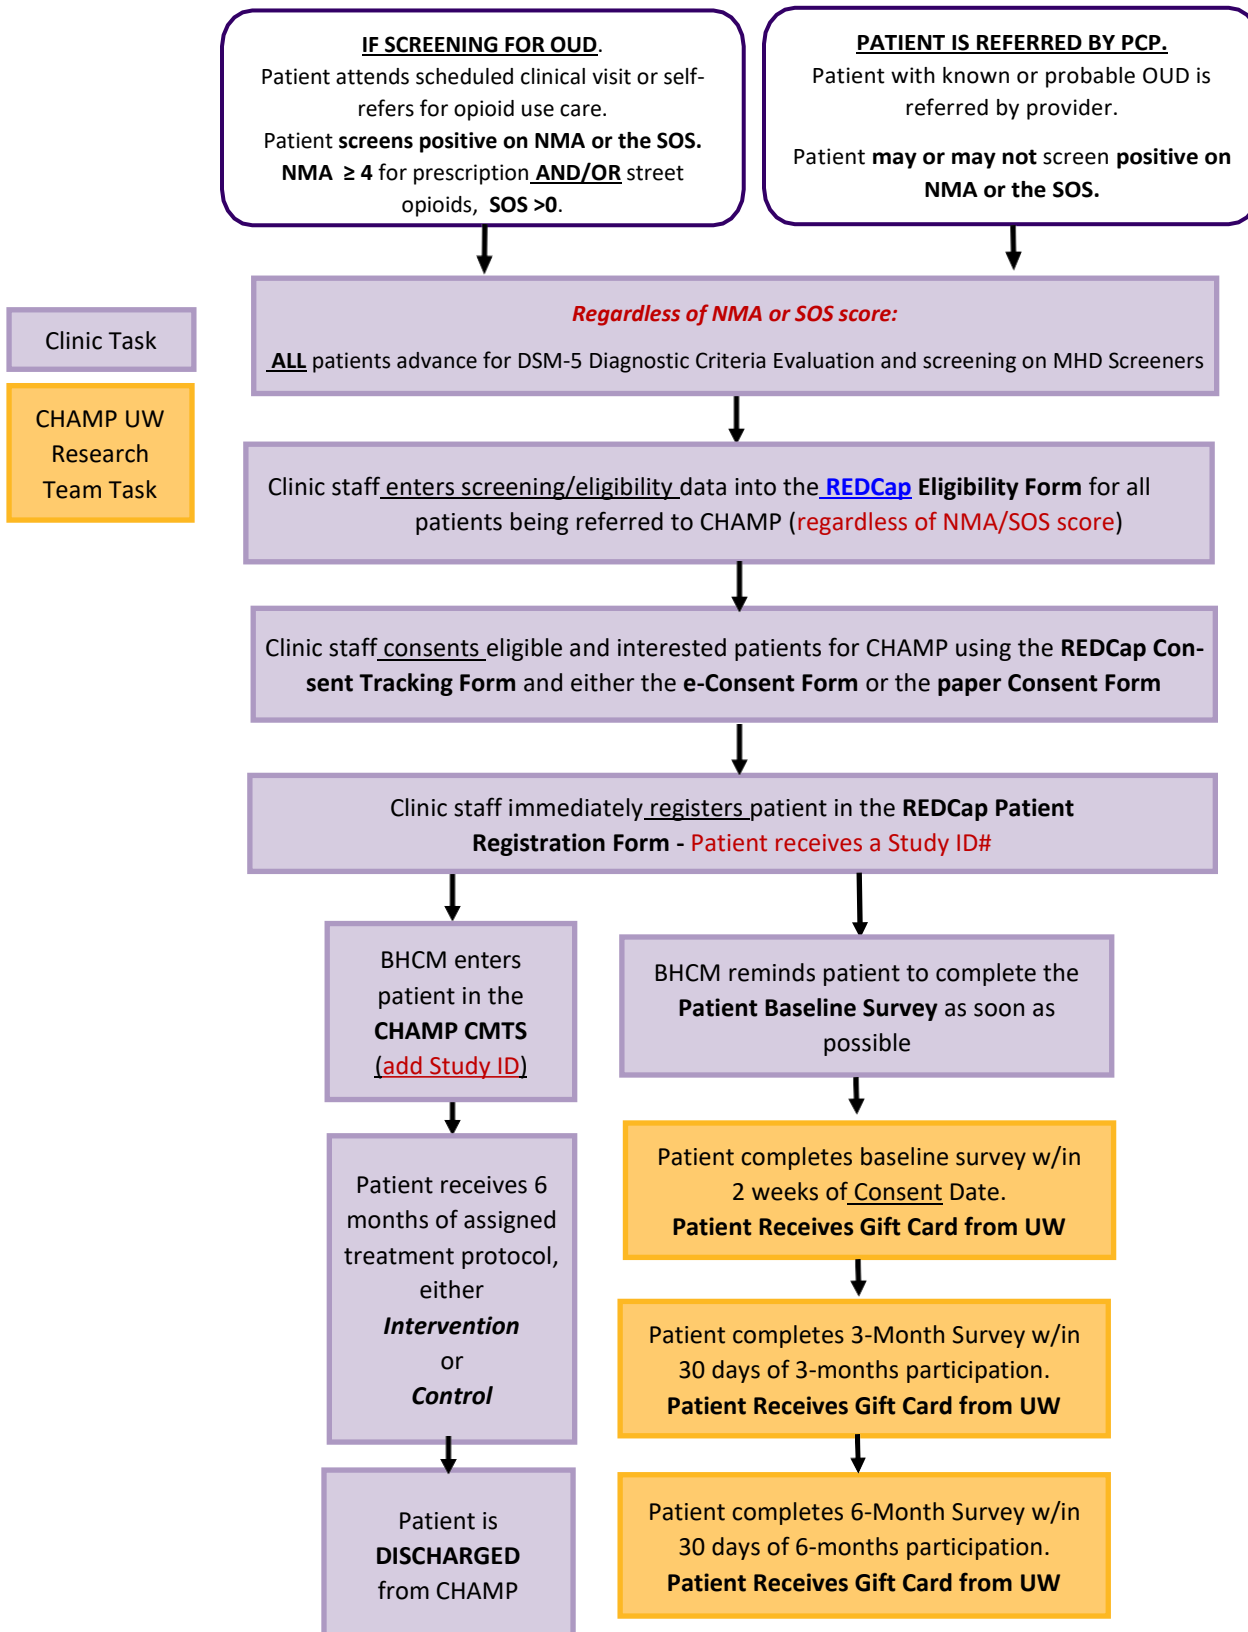 IF SCREENING FOR OUD.
Patient attends scheduled clinical visit or self-
refers for opioid use care.
Patient screens positive on NMA or the SOS.
NMA ≥ 4 for prescription AND/OR street
opioids, SOS >0.
PATIENT IS REFERRED BY PCP.
Patient with known or probable OUD is
referred by provider.
Patient may or may not screen positive on
NMA or the SOS.
Clinic Task
CHAMP UW
Research
Team Task
Regardless of NMA or SOS score:
ALL patients advance for DSM-5 Diagnostic Criteria Evaluation and screening on MHD Screeners
Clinic staff enters screening/eligibility data into the REDCap Eligibility Form for all
patients being referred to CHAMP (regardless of NMA/SOS score)
Clinic staff consents eligible and interested patients for CHAMP using the REDCap Con-
sent Tracking Form and either the e-Consent Form or the paper Consent Form
Clinic staff immediately registers patient in the REDCap Patient
Registration Form - Patient receives a Study ID#
BHCM enters
patient in the
CHAMP CMTS
(add Study ID)
Patient receives 6
months of assigned
treatment protocol,
either
Intervention
or
Control
Patient is
DISCHARGED
from CHAMP
BHCM reminds patient to complete the
Patient Baseline Survey as soon as
possible
Patient completes baseline survey w/in
2 weeks of Consent Date.
Patient Receives Gift Card from UW
Patient completes 3-Month Survey w/in
30 days of 3-months participation.
Patient Receives Gift Card from UW
Patient completes 6-Month Survey w/in
30 days of 6-months participation.
Patient Receives Gift Card from UW